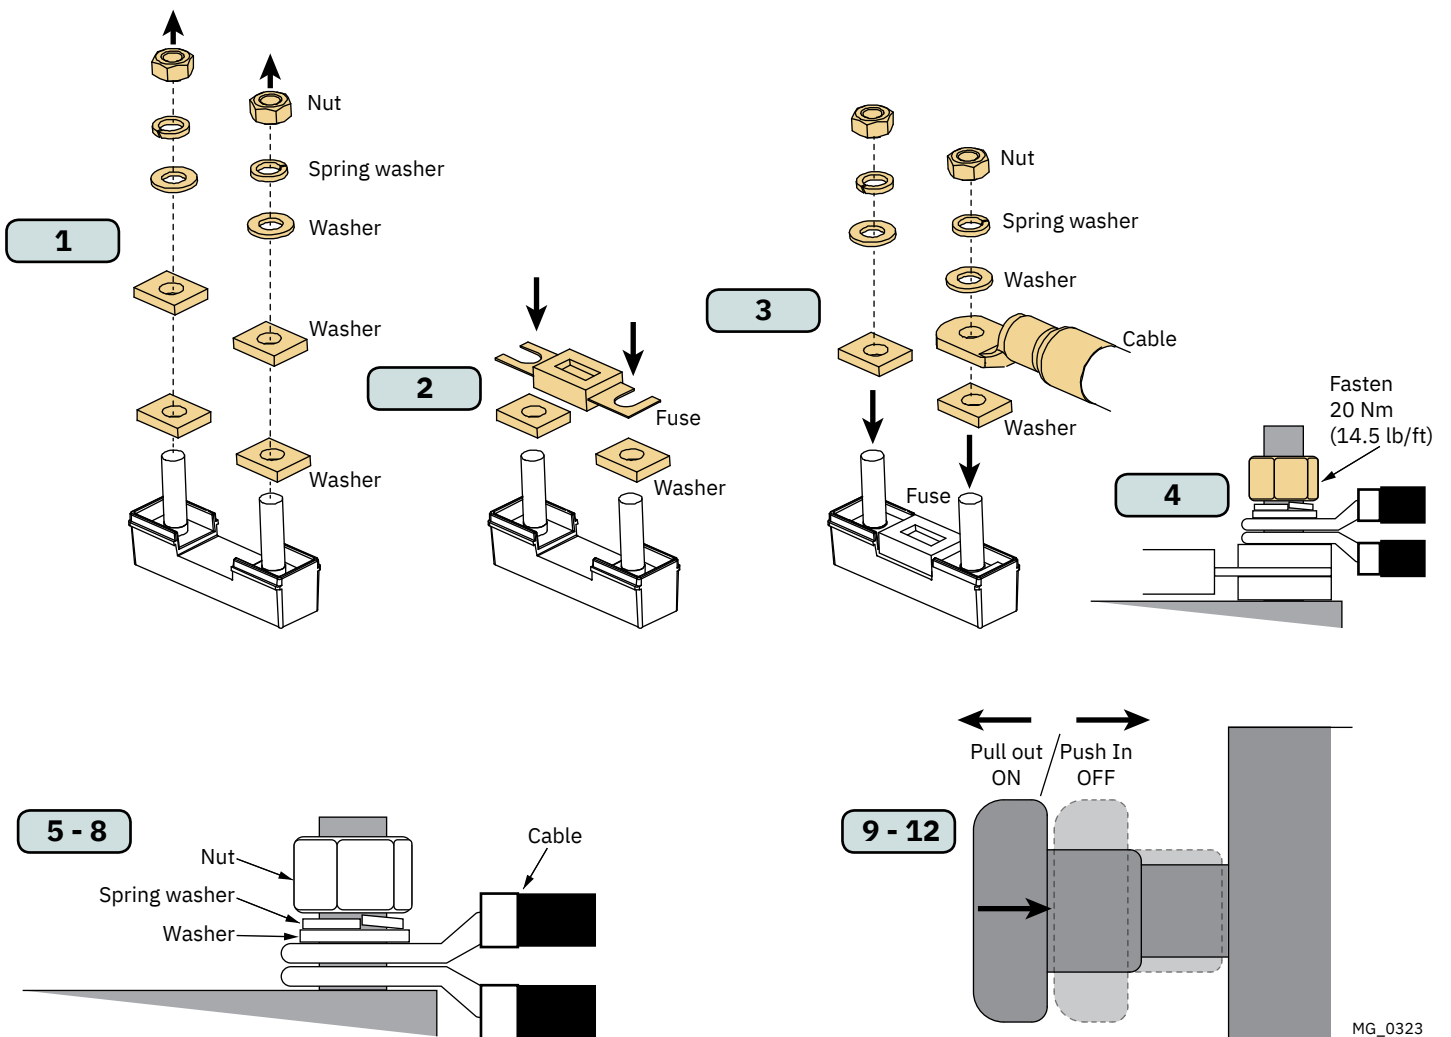 1
Nut
Spring washer
Washer
Washer
Washer
2
Fuse
Washer
3
Nut
Spring washer
Washer
Cable
Washer
Fuse
4
Fasten
20 Nm
(14.5 lb/ft)
5 - 8
Nut
Spring washer
Washer
Cable
9 - 12
Pull out
ON
Push In
OFF
MG_0323